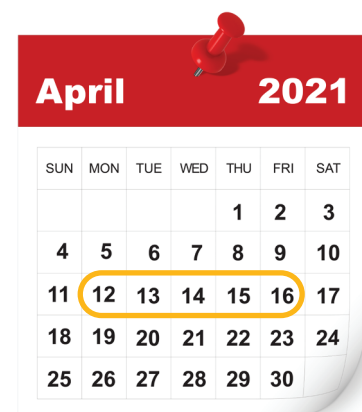 April 2021
SUN MON TUE WED THU FRI SAT
1 2 3
4 5 6 7 8 9 10
11 12 13 14 15 16 17
18 19 20 21 22 23 24
25 26 27 28 29 30